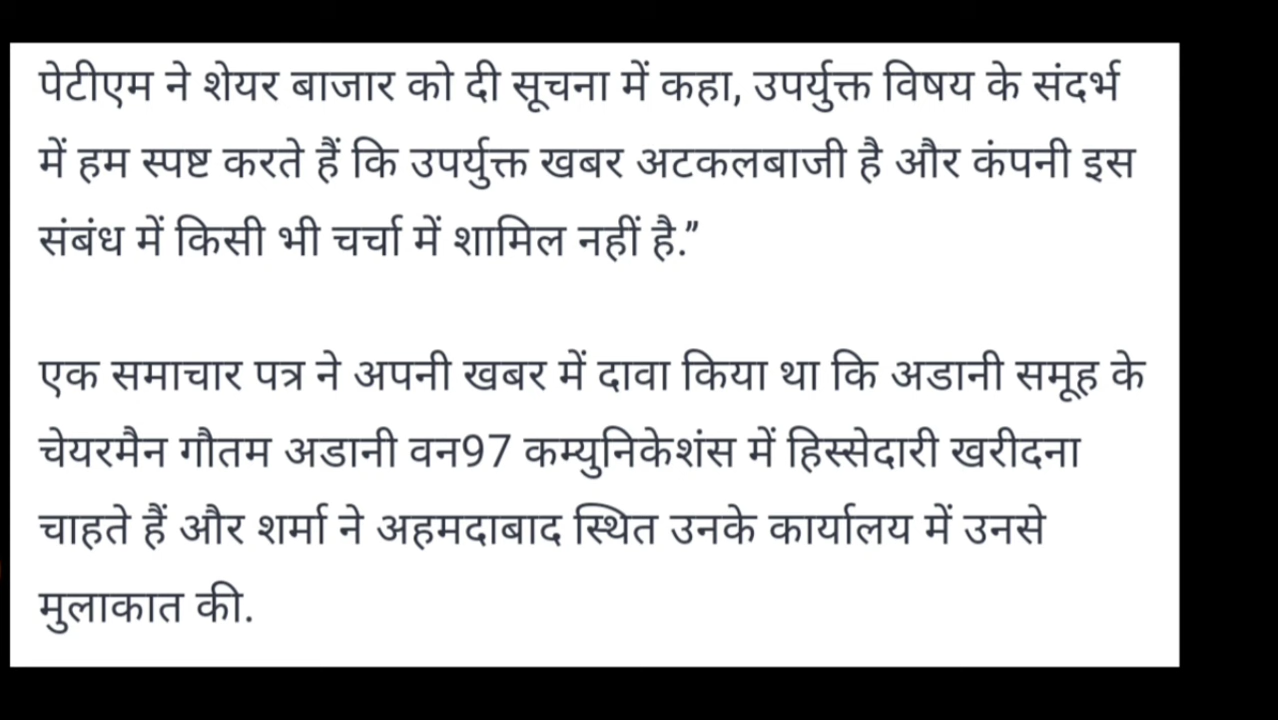 पेटीएम ने शेयर बाजार को दी सूचना में कहा, उपर्युक्त विषय के संदर्भ
में हम स्पष्ट करते हैं कि उपर्युक्त खबर अटकलबाजी है और कंपनी इस
संबंध में किसी भी चर्चा में शामिल नहीं है.”
एक समाचार पत्र ने अपनी खबर में दावा किया था कि अडानी समूह के
चेयरमैन गौतम अडानी वन97 कम्युनिकेशंस में हिस्सेदारी खरीदना
चाहते हैं और शर्मा ने अहमदाबाद स्थित उनके कार्यालय में उनसे
मुलाकात की.